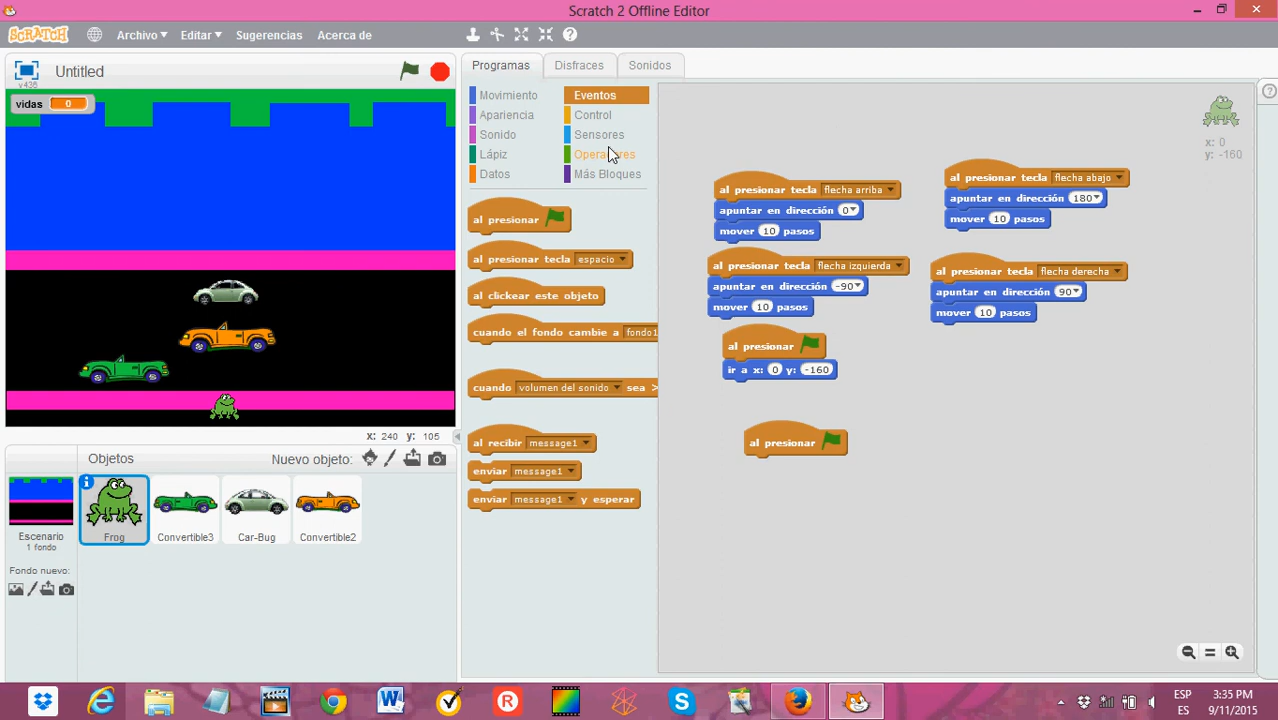 Scratch 2 Offline Editor
SCRATCH Archivo Editar Sugerencias Acerca de
Untitled
v436
vidas 0
x: 240 y: 105
Objetos Nuevo objeto:
Escenario
1 fondo
Fondo nuevo:
Frog
Convertible3
Car-Bug
Convertible2
Programas Disfraces Sonidos
Movimiento Eventos
Apariencia Control
Sonido Sensores
Lápiz Operadores
Datos Más Bloques
al presionar
al presionar tecla espacio
al clickear este objeto
cuando el fondo cambie a fondo1
cuando volumen del sonido sea >
al recibir message1
enviar message1
enviar message1 y esperar
al presionar tecla flecha arriba
apuntar en dirección 0
mover 10 pasos
al presionar tecla flecha abajo
apuntar en dirección 180
mover 10 pasos
al presionar tecla flecha izquierda
apuntar en dirección -90
mover 10 pasos
al presionar tecla flecha derecha
apuntar en dirección 90
mover 10 pasos
al presionar
ir a x: 0 y: -160
al presionar
x: 0
y: -160
ESP 3:35 PM
ES 9/11/2015